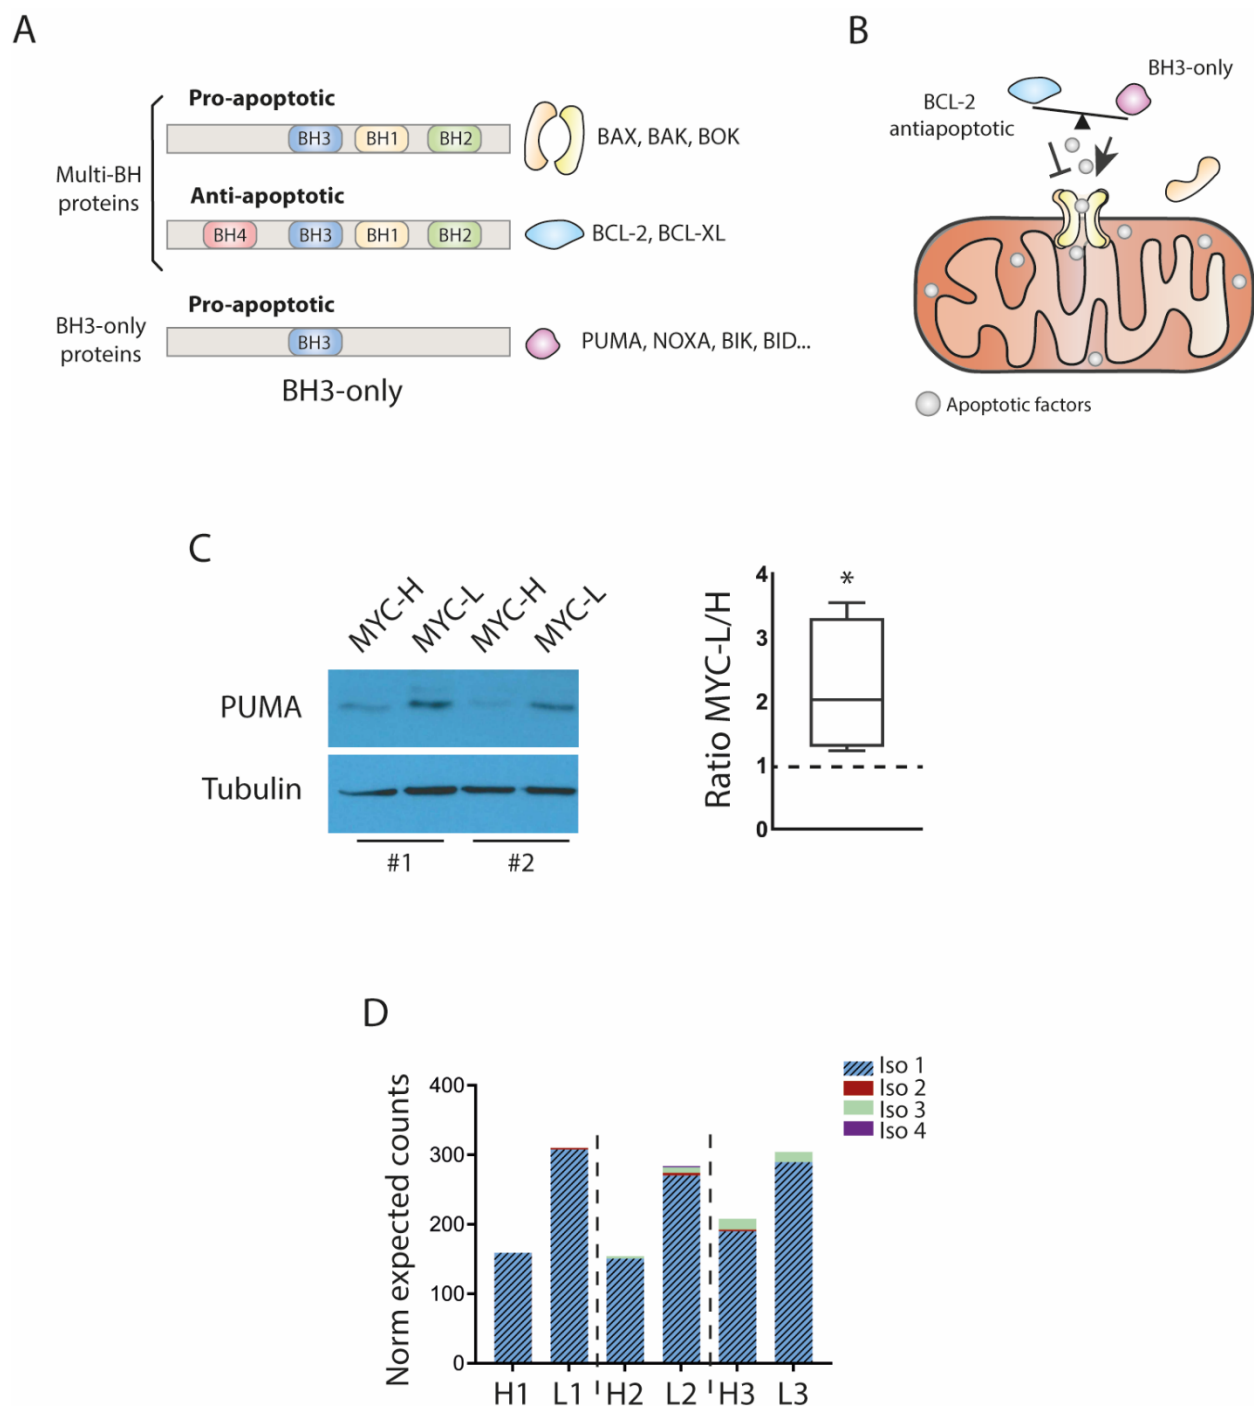 A
Pro-apoptotic
BH3 BH1 BH2
BAX, BAK, BOK
Multi-BH
proteins
Anti-apoptotic
BH4 BH3 BH1 BH2
BCL-2, BCL-XL
Pro-apoptotic
BH3-only
proteins
BH3
PUMA, NOXA, BIK, BID...
BH3-only
B
BH3-only
BCL-2
antiapoptotic
Apoptotic factors
C
MYC-H MYC-L MYC-H MYC-L
PUMA
Tubulin
#1 #2
Ratio MYC-L/H
*
4
3
2
1
0
D
Norm expected counts
400
300
200
100
0
H1 L1 H2 L2 H3 L3
Iso 1
Iso 2
Iso 3
Iso 4